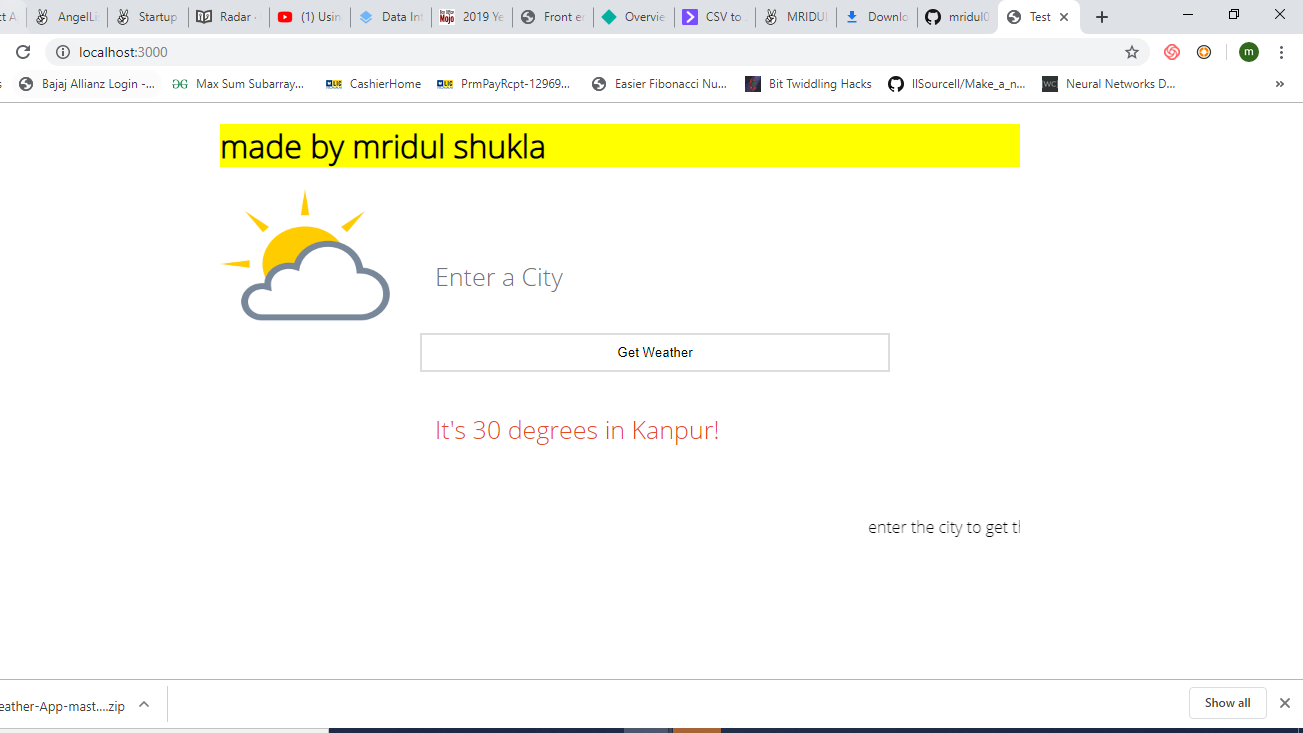 AngelLi
Startup
Radar
(1) Usin
Data Int
2019 Ye
Front er
Overvie
CSV to
MRIDUL
Downlo
mridul0
Test
localhost:3000
m
Bajaj Allianz Login -...
Max Sum Subarray...
CashierHome
PrmPayRcpt-12969...
Easier Fibonacci Nu...
Bit Twiddling Hacks
llSourcell/Make_a_n...
Neural Networks D...
»
made by mridul shukla
Enter a City
Get Weather
It's 30 degrees in Kanpur!
enter the city to get tl
eather-App-mast....zip
Show all